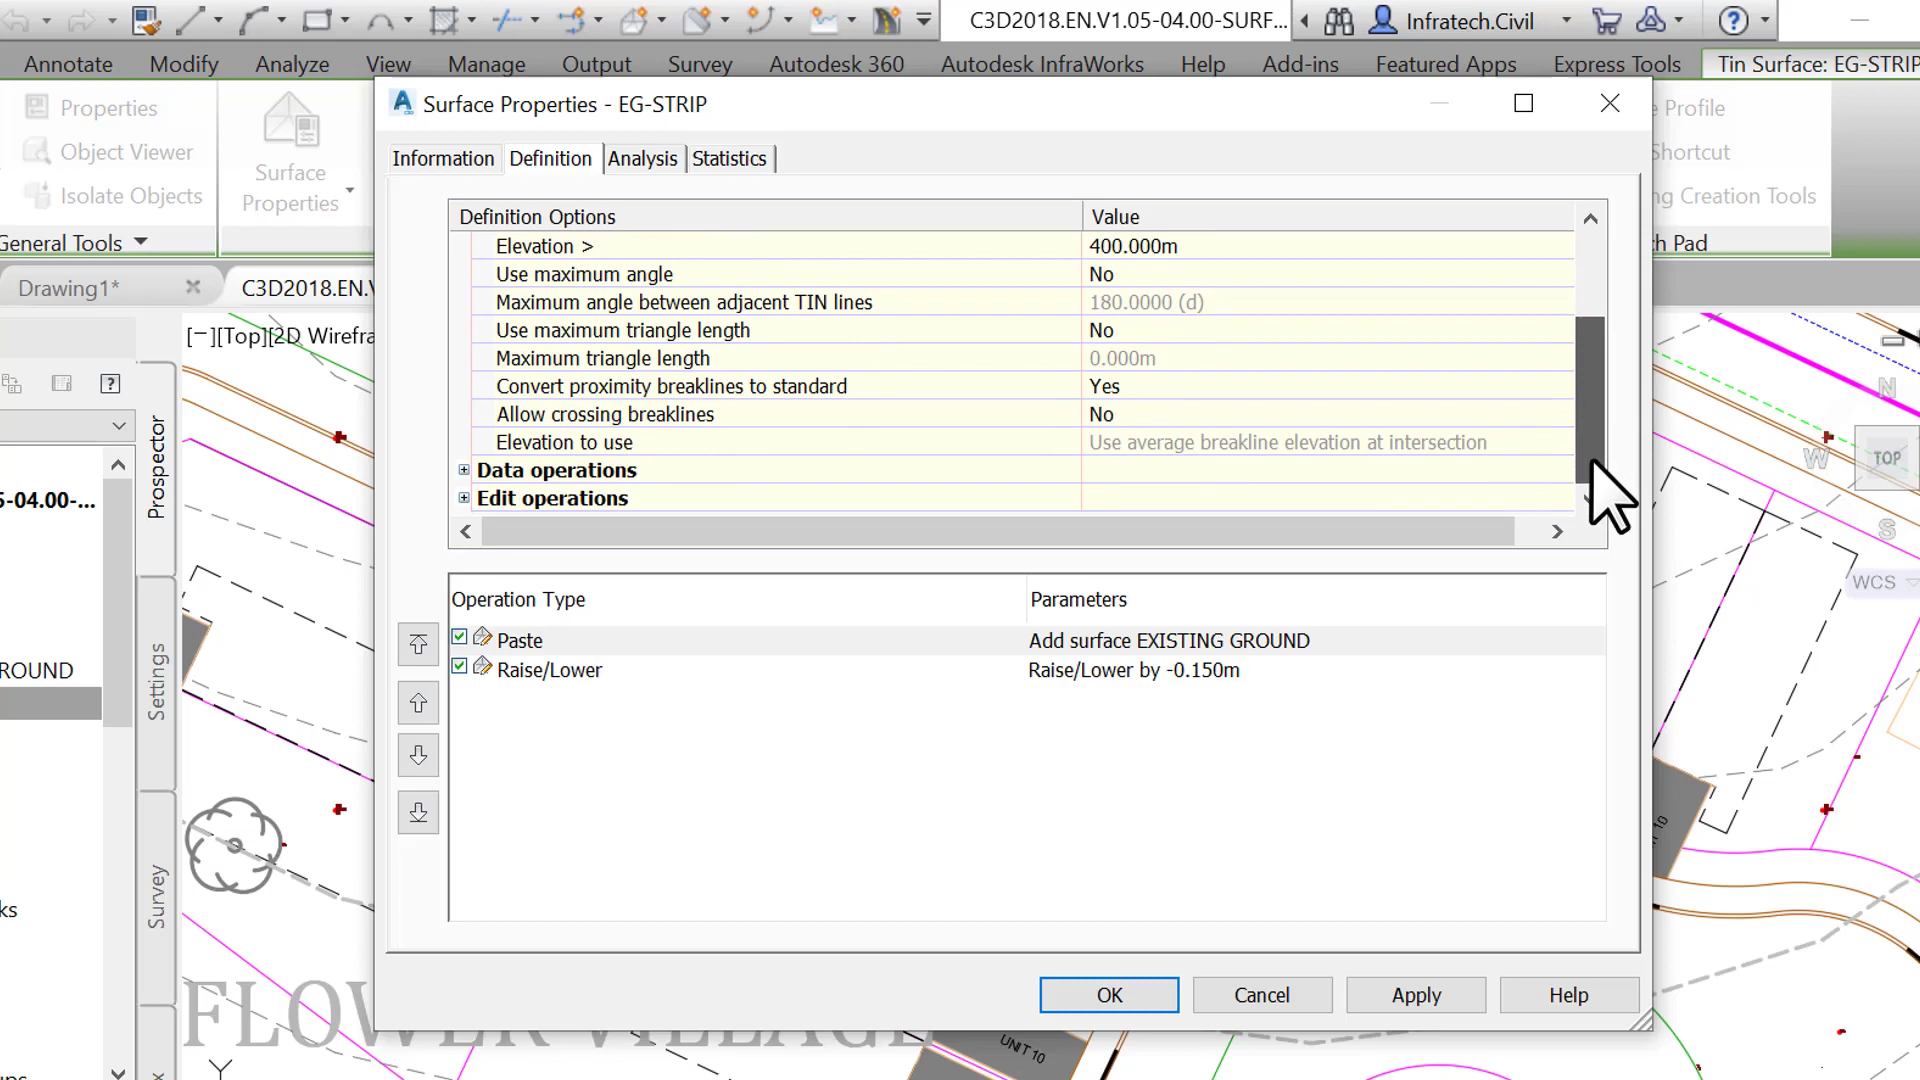 C3D2018.EN.V1.05-04.00-SURF...
Infratech.Civil
Annotate
Modify
Analyze
View
Manage
Output
Survey
Autodesk 360
Autodesk InfraWorks
Help
Add-ins
Featured Apps
Express Tools
Tin Surface: EG-STRIP
Properties
Object Viewer
Isolate Objects
Surface
Properties
General Tools
Surface Properties - EG-STRIP
e Profile
Shortcut
ng Creation Tools
ch Pad
Drawing1*
C3D2018.EN.V
[−][Top][2D Wirefra
Prospector
Settings
Survey
5-04.00-...
ROUND
ks
Information
Definition
Analysis
Statistics
Definition Options Value
Elevation > 400.000m
Use maximum angle No
Maximum angle between adjacent TIN lines 180.0000 (d)
Use maximum triangle length No
Maximum triangle length 0.000m
Convert proximity breaklines to standard Yes
Allow crossing breaklines No
Elevation to use Use average breakline elevation at intersection
Data operations
Edit operations
Operation Type Parameters
Paste Add surface EXISTING GROUND
Raise/Lower Raise/Lower by -0.150m
OK
Cancel
Apply
Help
N
W
TOP
S
WCS
FLOWER VILLAGE
UNIT 10
Y